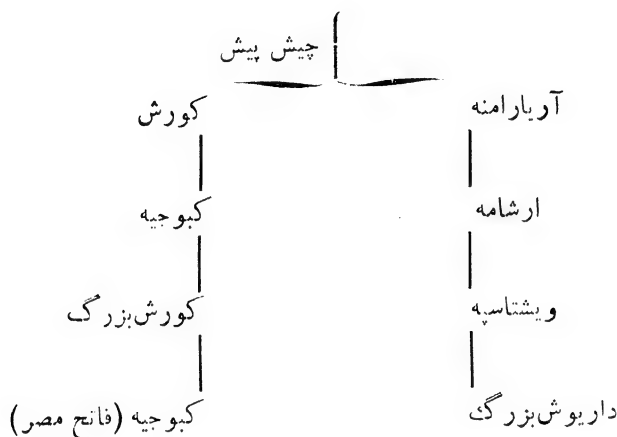 چیش پیش
آریارامنه کورش
ارشامه کبوجیه
ویشتاسپه کورش بزرگ
داریوش بزرگ کبوجیه (فاتح مصر)